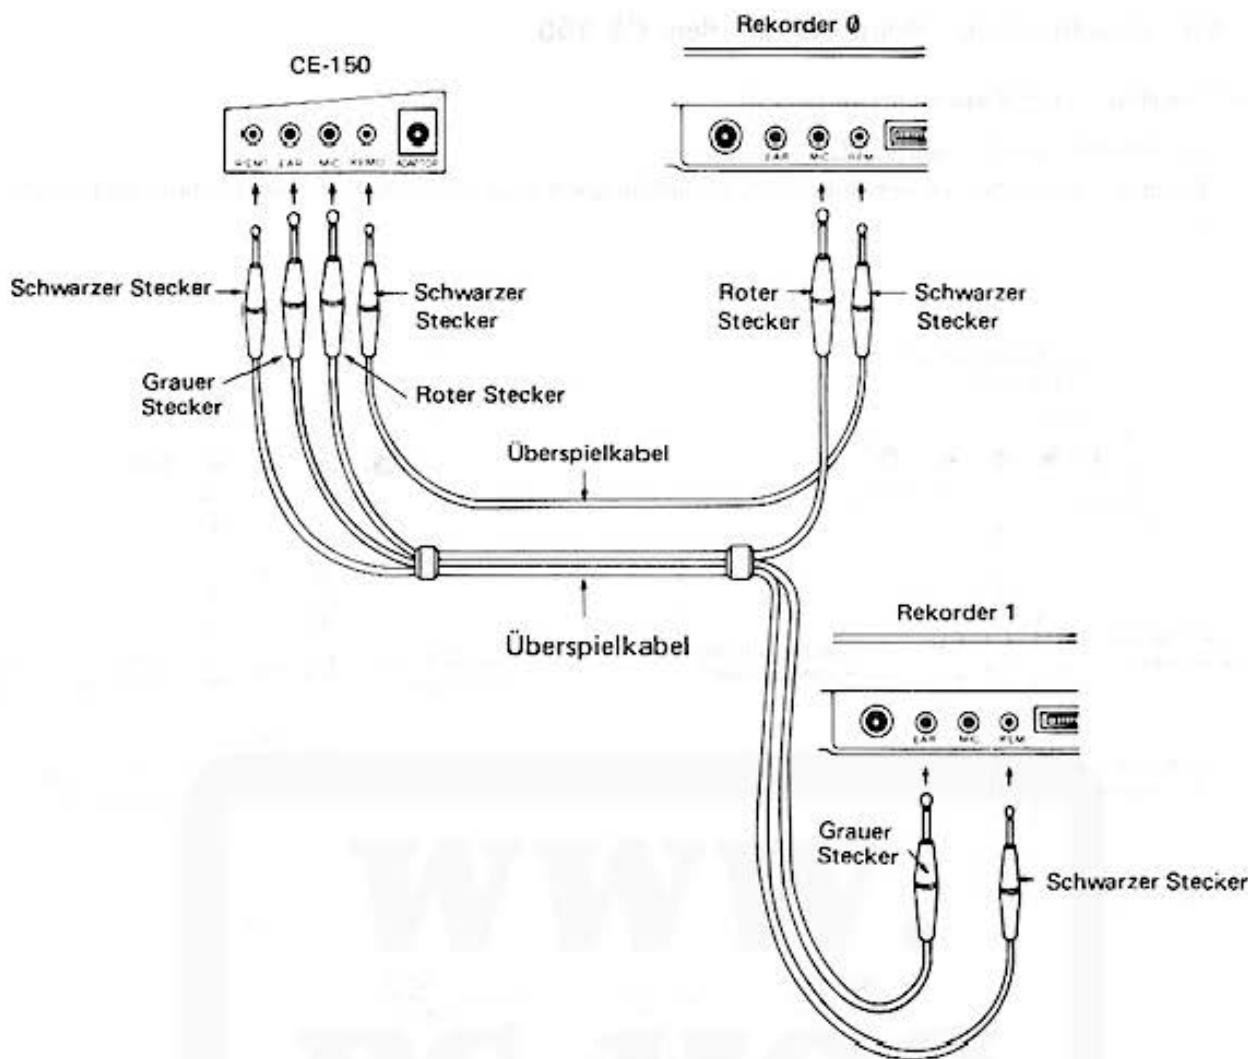 Rekorder 0
CE-150
REM1 EAR MIC REM0 ADAPTOR
EAR MIC REM
Schwarzer Stecker
Schwarzer
Stecker
Roter
Stecker
Schwarzer
Stecker
Grauer
Stecker
Roter Stecker
Überspielkabel
Überspielkabel
Rekorder 1
EAR MIC REM
Grauer
Stecker
Schwarzer Stecker
WWW